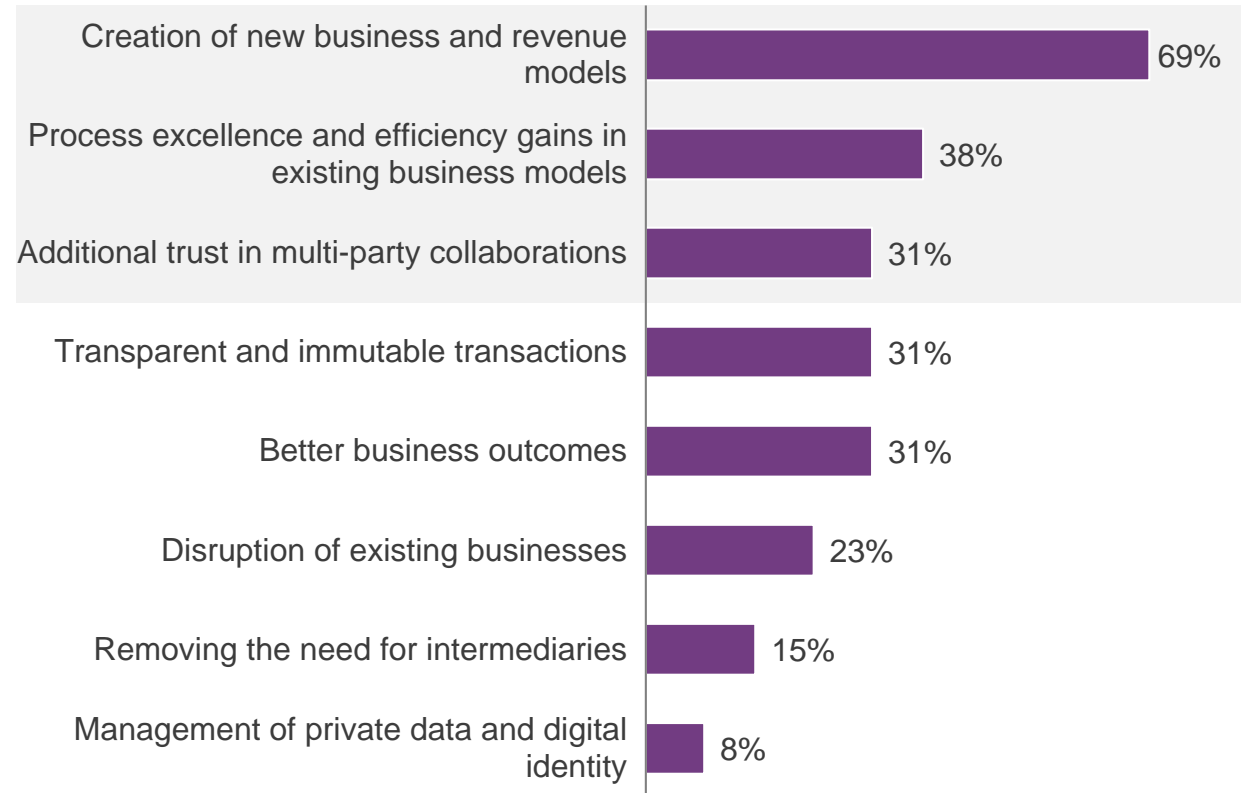 Creation of new business and revenue
models
69%
Process excellence and efficiency gains in
existing business models
38%
Additional trust in multi-party collaborations
31%
Transparent and immutable transactions
31%
Better business outcomes
31%
Disruption of existing businesses
23%
Removing the need for intermediaries
15%
Management of private data and digital
identity
8%